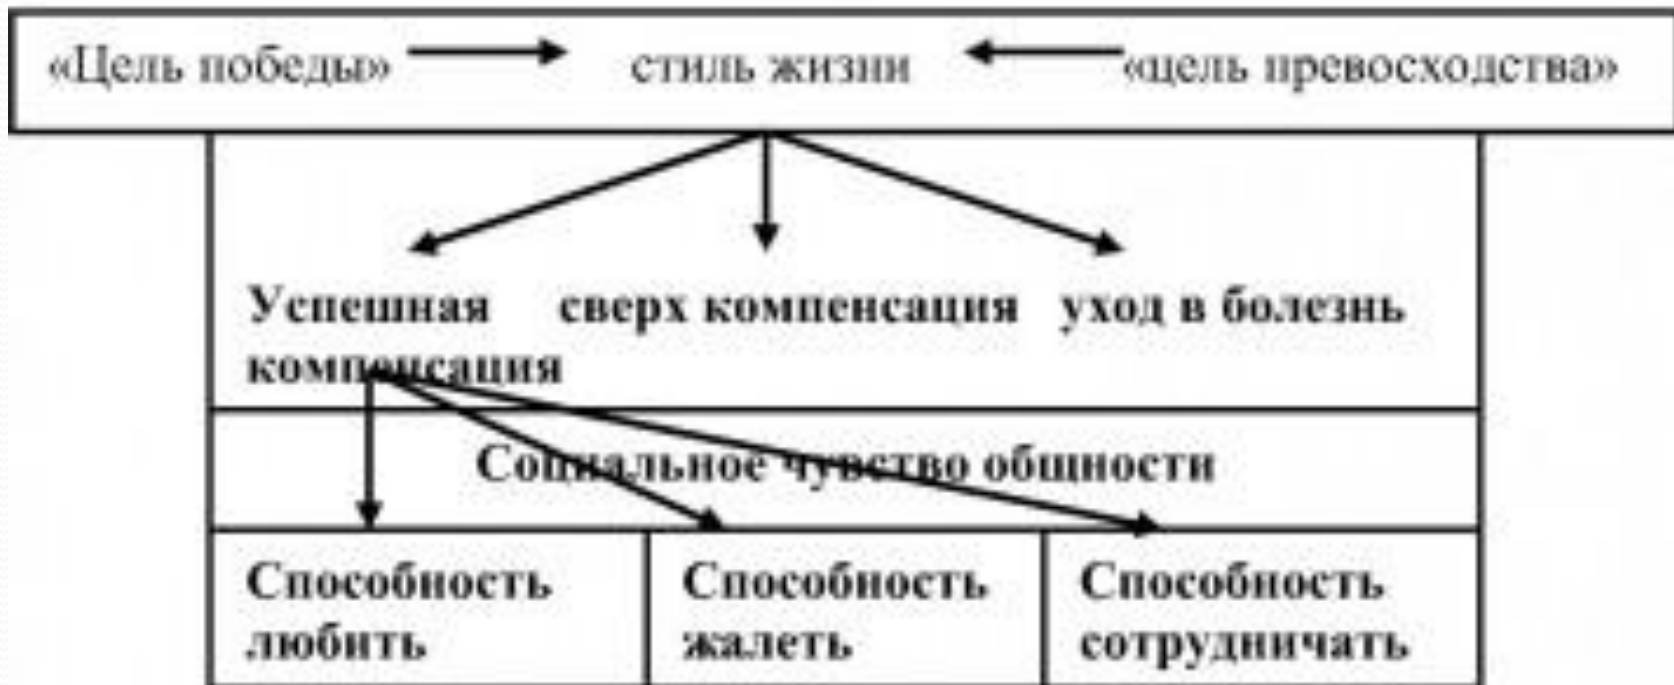 «Цель победы» стиль жизни «цель превосходства»
Успешная сверх компенсация уход в болезнь
компенсация
Социальное чувство общности
Способность Способность Способность
любить жалеть сотрудничать